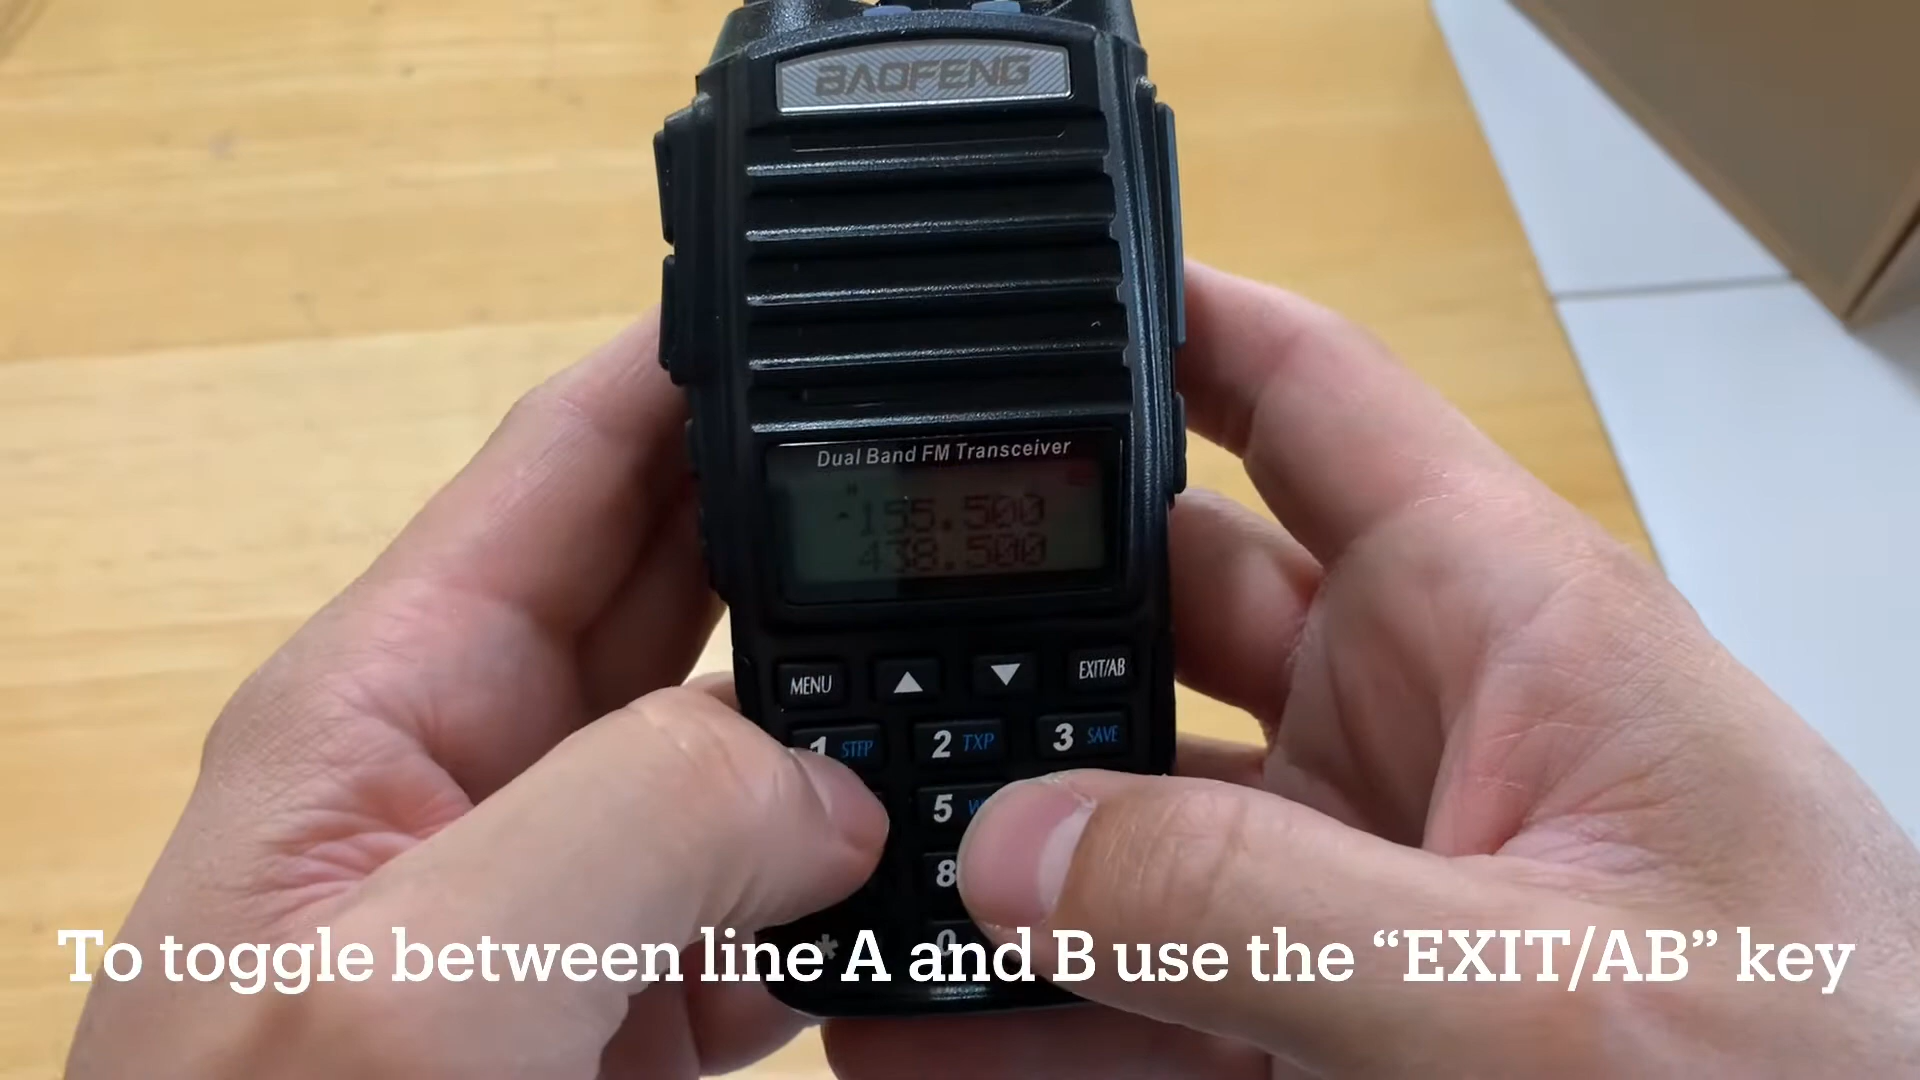 BAOFENG
Dual Band FM Transceiver
155.500
438.500
MENU ▲ ▼ EXIT/AB
1 STEP 2 TXP 3 SAVE
5
8
* 0
To toggle between line A and B use the “EXIT/AB” key